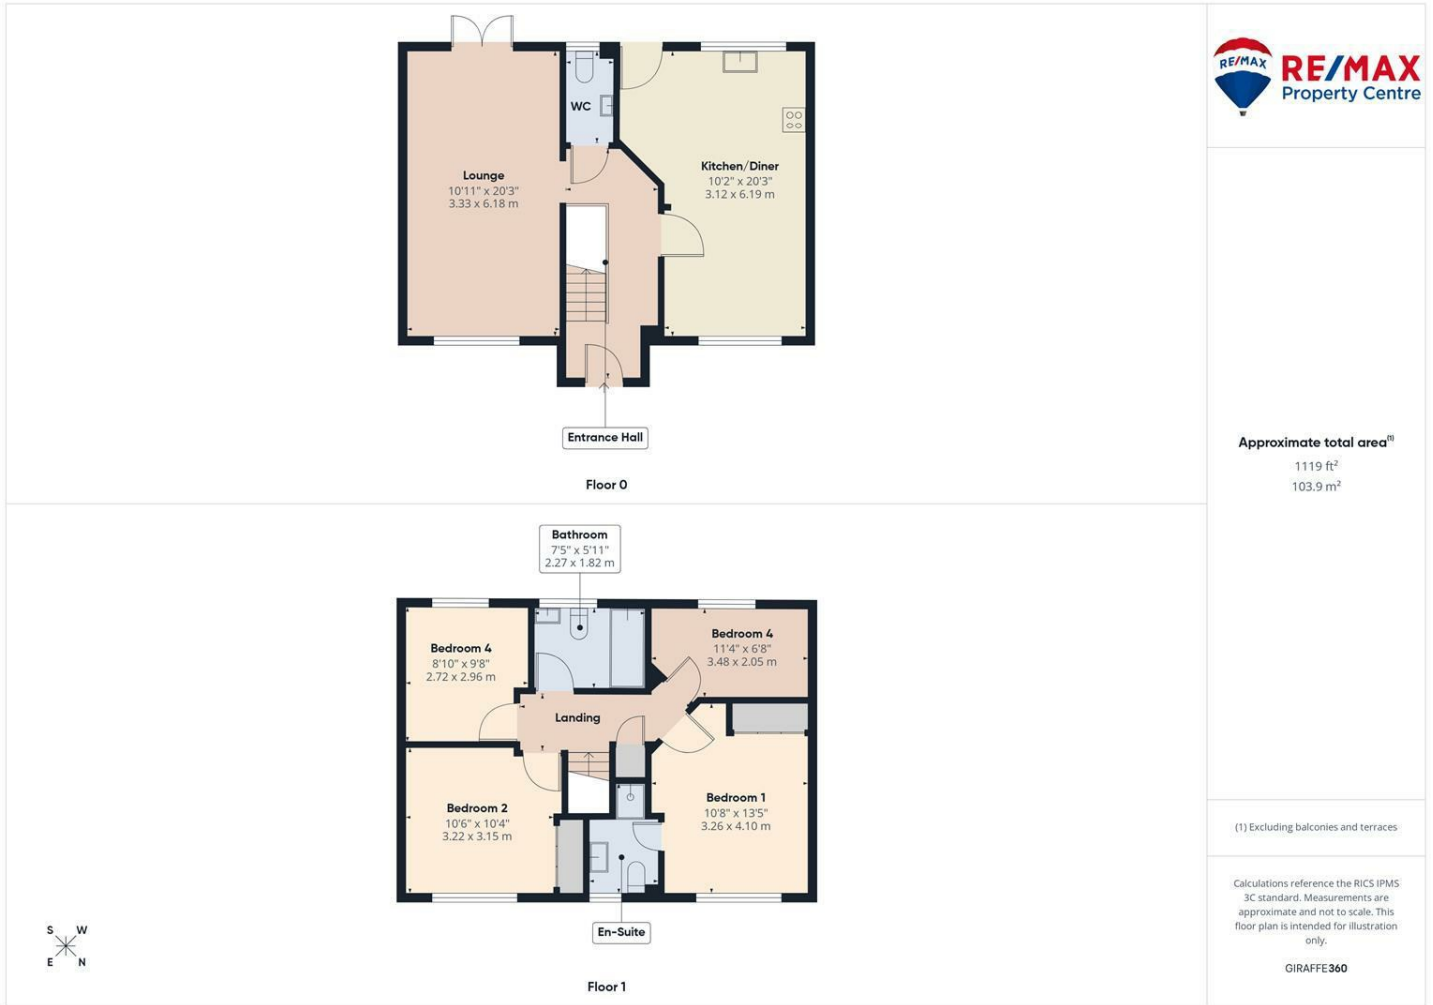 RE/MAX
RE/MAX
Property Centre
WC
Lounge
10'11" x 20'3"
3.33 x 6.18 m
Kitchen/Diner
10'2" x 20'3"
3.12 x 6.19 m
Entrance Hall
Floor 0
Approximate total area(1)
1119 ft²
103.9 m²
Bathroom
7'5" x 5'11"
2.27 x 1.82 m
Bedroom 4
8'10" x 9'8"
2.72 x 2.96 m
Bedroom 4
11'4" x 6'8"
3.48 x 2.05 m
Landing
Bedroom 2
10'6" x 10'4"
3.22 x 3.15 m
Bedroom 1
10'8" x 13'5"
3.26 x 4.10 m
En-Suite
S W
E N
Floor 1
(1) Excluding balconies and terraces
Calculations reference the RICS IPMS
3C standard. Measurements are
approximate and not to scale. This
floor plan is intended for illustration
only.
GIRAFFE360